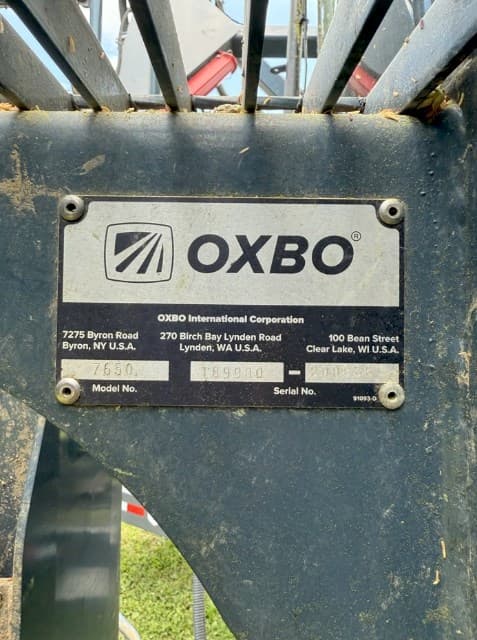 OXBO®
OXBO International Corporation
7275 Byron Road
Byron, NY U.S.A.
270 Birch Bay Lynden Road
Lynden, WA U.S.A.
100 Bean Street
Clear Lake, WI U.S.A.
7650
-
Model No.
Serial No.
91093-D